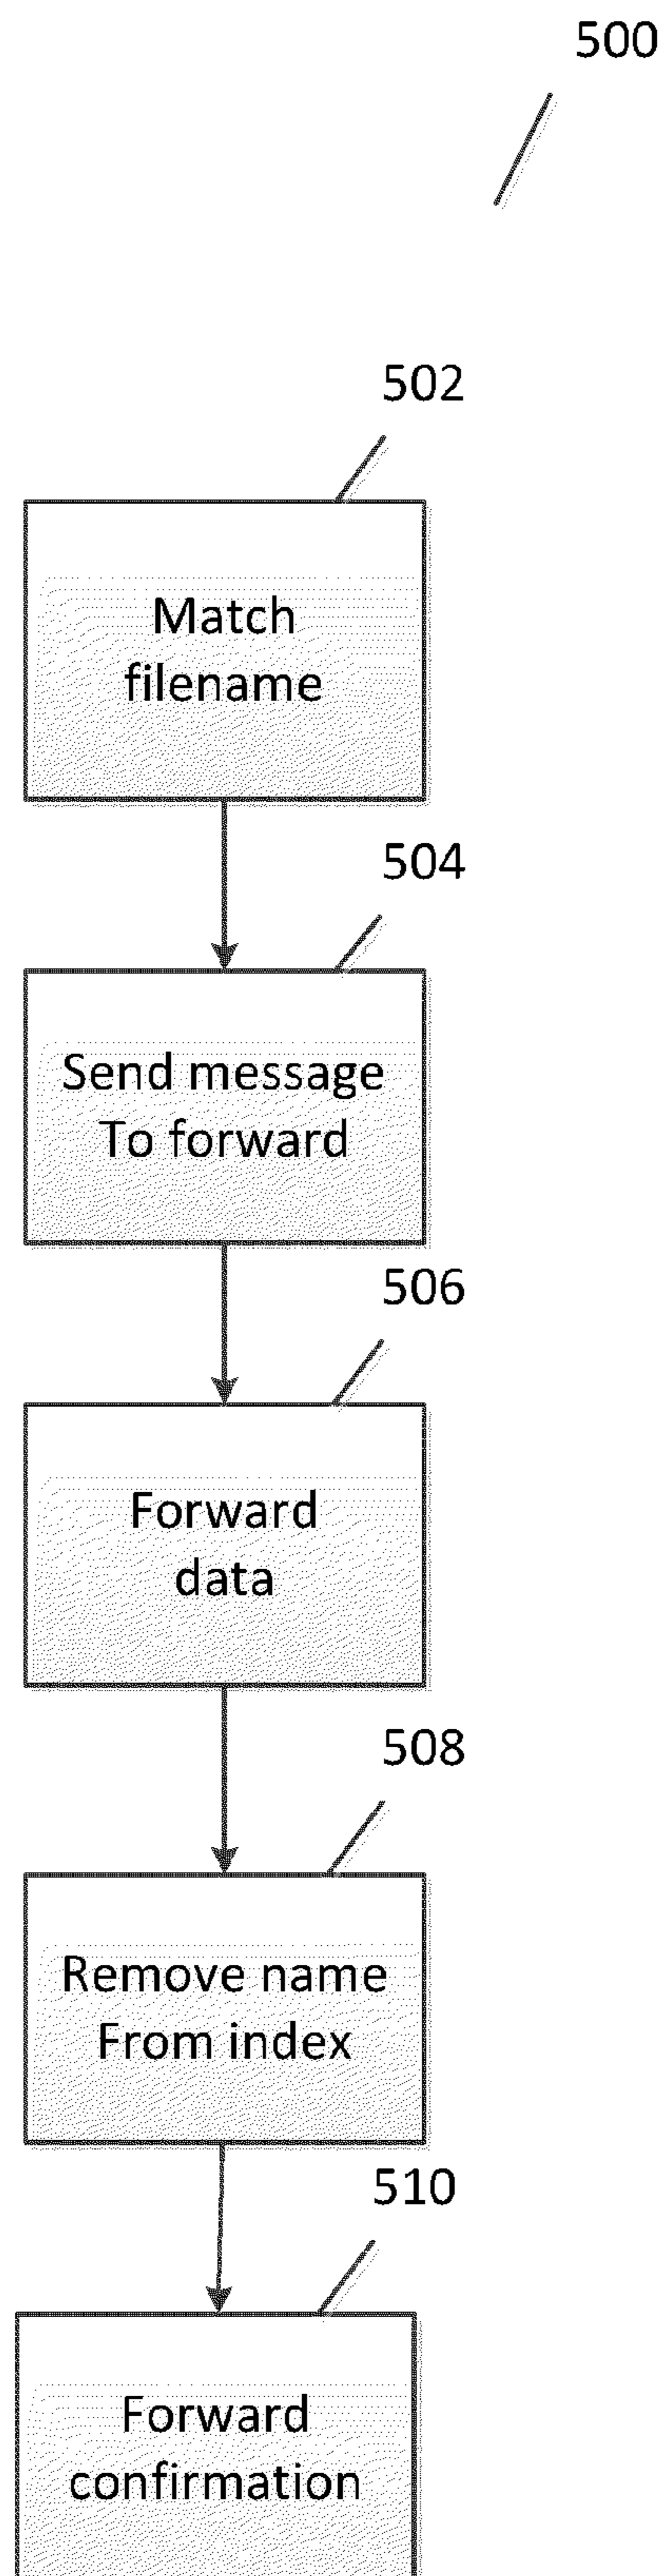 500
502
Match
filename
504
Send message
To forward
506
Forward
data
508
Remove name
From index
510
Forward
confirmation